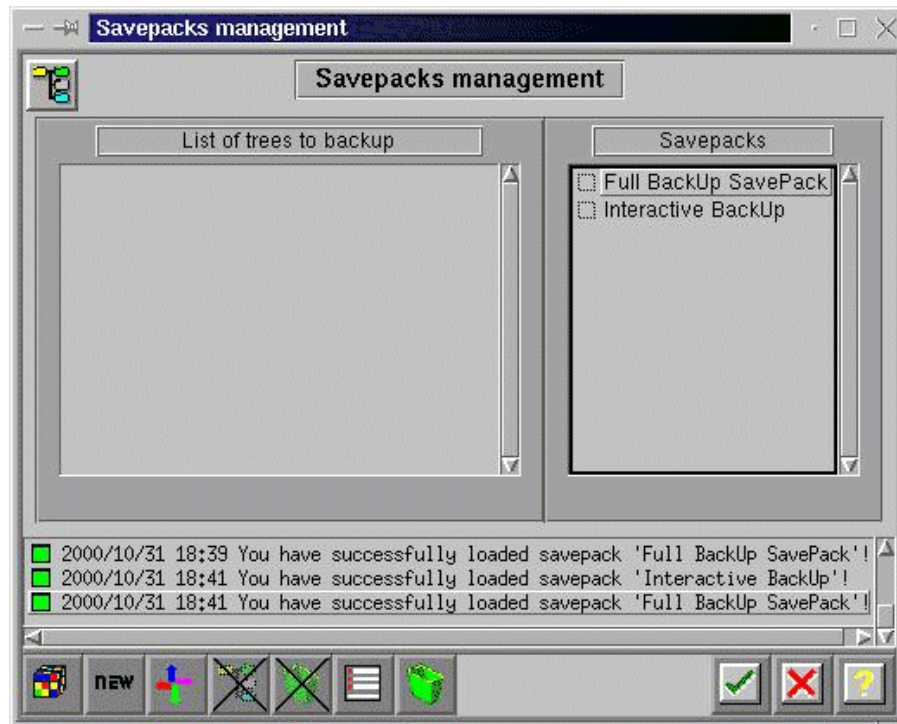 Savepacks management
Savepacks management
List of trees to backup
Savepacks
Full BackUp SavePack
Interactive BackUp
2000/10/31 18:39 You have successfully loaded savepack 'Full BackUp SavePack'!
2000/10/31 18:41 You have successfully loaded savepack 'Interactive BackUp'!
2000/10/31 18:41 You have successfully loaded savepack 'Full BackUp SavePack'!
NEW
?